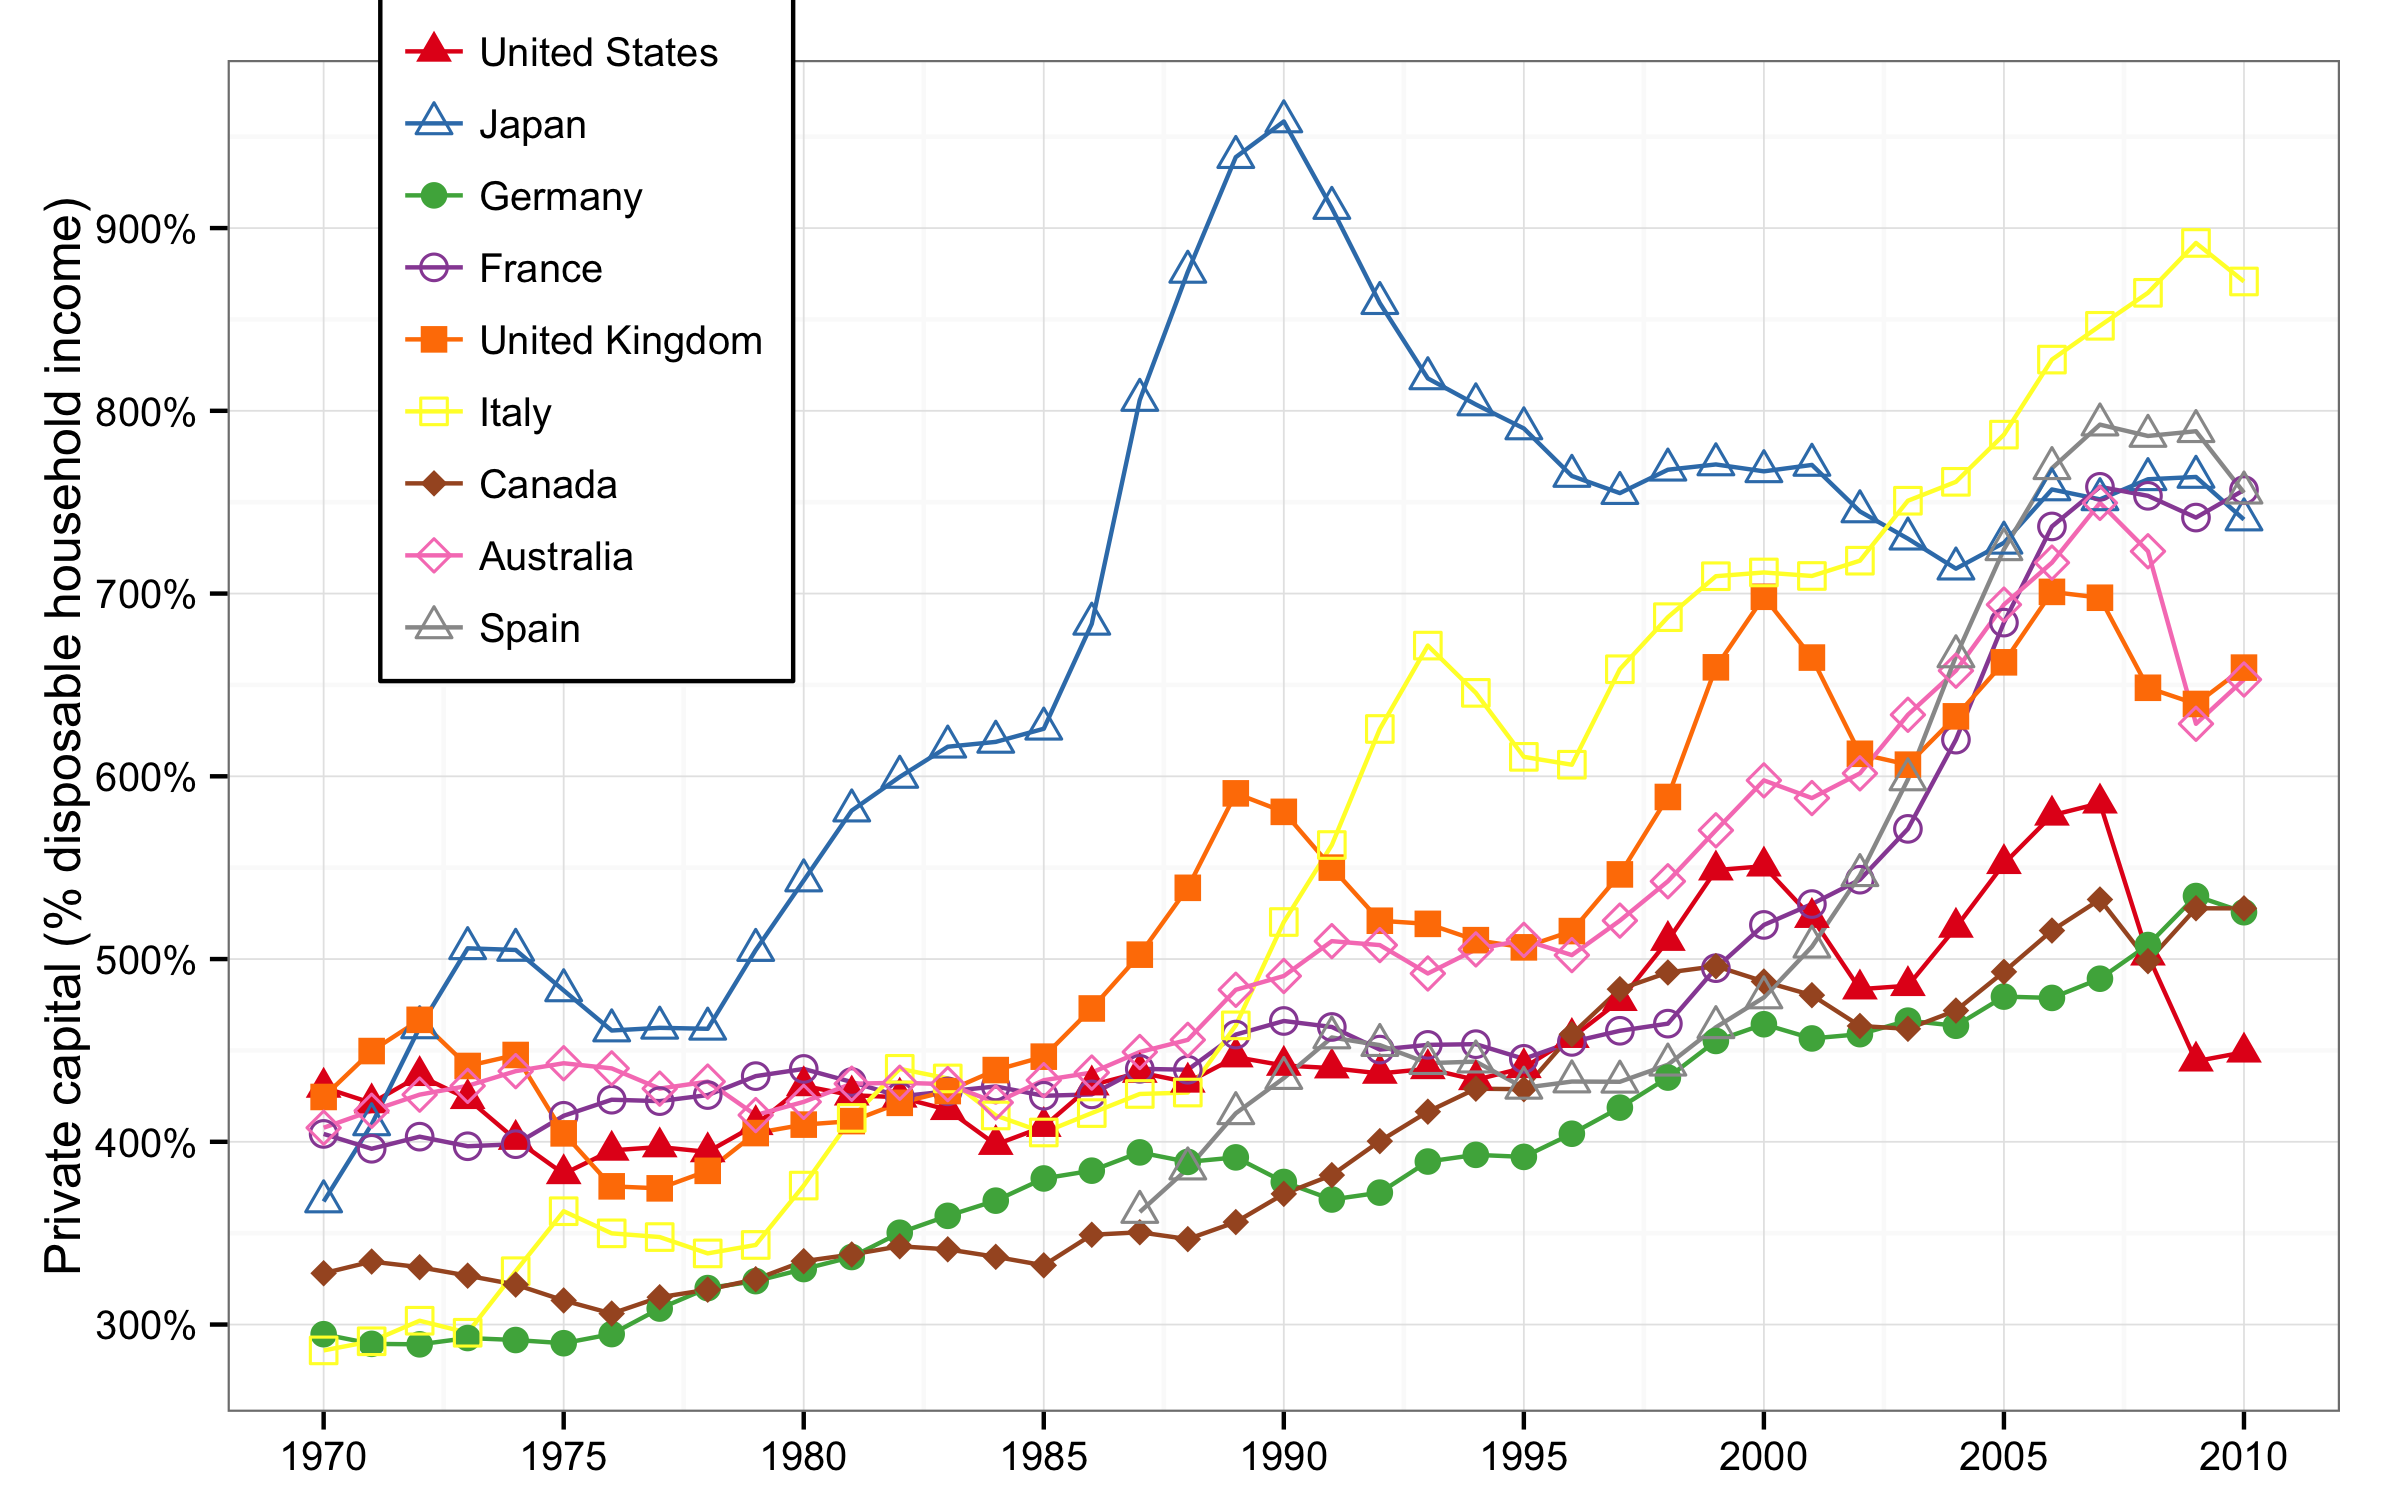 United States
Japan
Germany
France
United Kingdom
Italy
Canada
Australia
Spain
Private capital (% disposable household income)
900%
800%
700%
600%
500%
400%
300%
1970 1975 1980 1985 1990 1995 2000 2005 2010